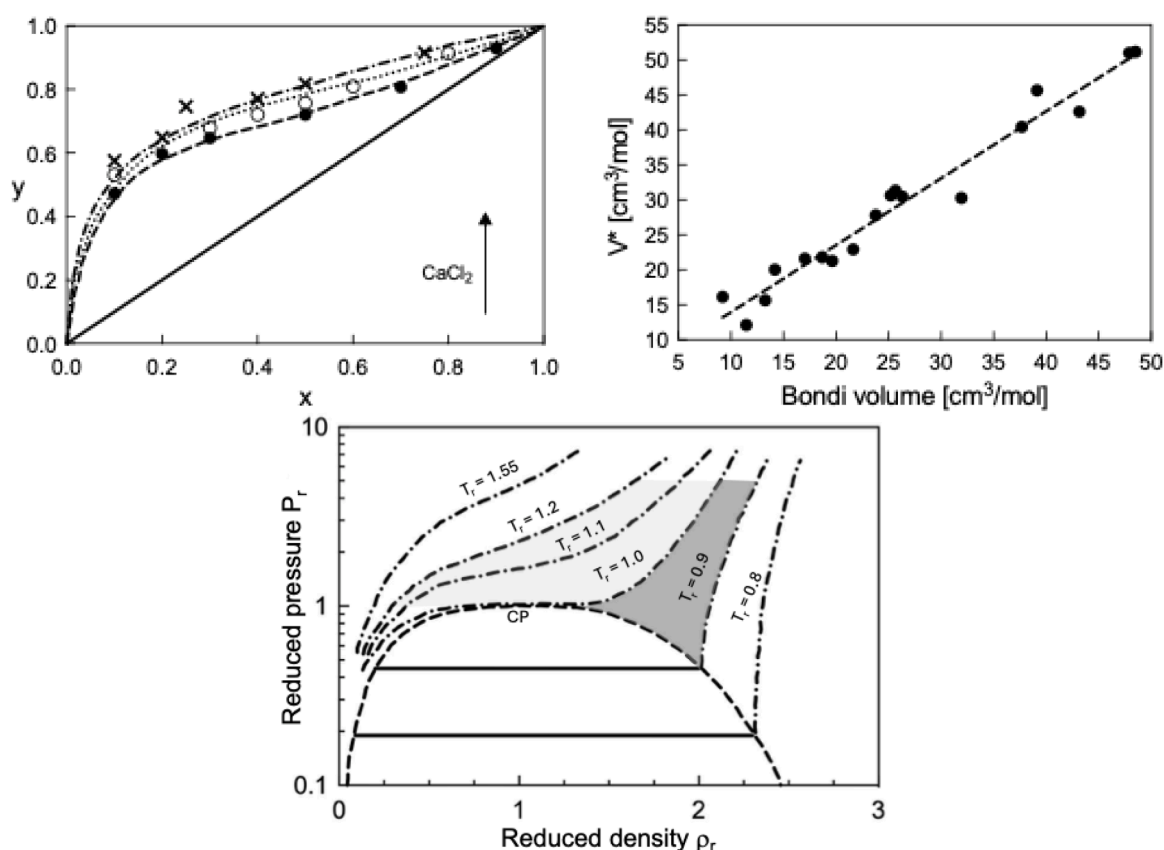 1.0
0.8
0.6
y
0.4
0.2
0.0
CaCl₂
0.0 0.2 0.4 0.6 0.8 1.0
x
55
50
45
40
35
30
25
20
15
10
V* [cm³/mol]
5 10 15 20 25 30 35 40 45 50
Bondi volume [cm³/mol]
10
1
0.1
Reduced pressure Pᵣ
Tᵣ = 1.55
Tᵣ = 1.2
Tᵣ = 1.1
Tᵣ = 1.0
Tᵣ = 0.9
Tᵣ = 0.8
CP
0 1 2 3
Reduced density ρᵣ